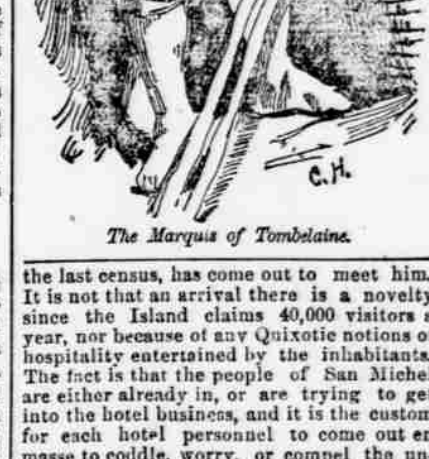 C. H.
The Marquis of Tombelaine.
the last census, has come out to meet him.
It is not that an arrival there is a novelty
since the Island claims 40,000 visitors a
year, nor because of any Quixotic notions o
hospitality entertained by the inhabitants.
The fact is that the people of San Michel
are either already in, or are trying to ge
into the hotel business, and it is the custom
for each hotel personnel to come out en
masse to coddle, worry, or compel the un